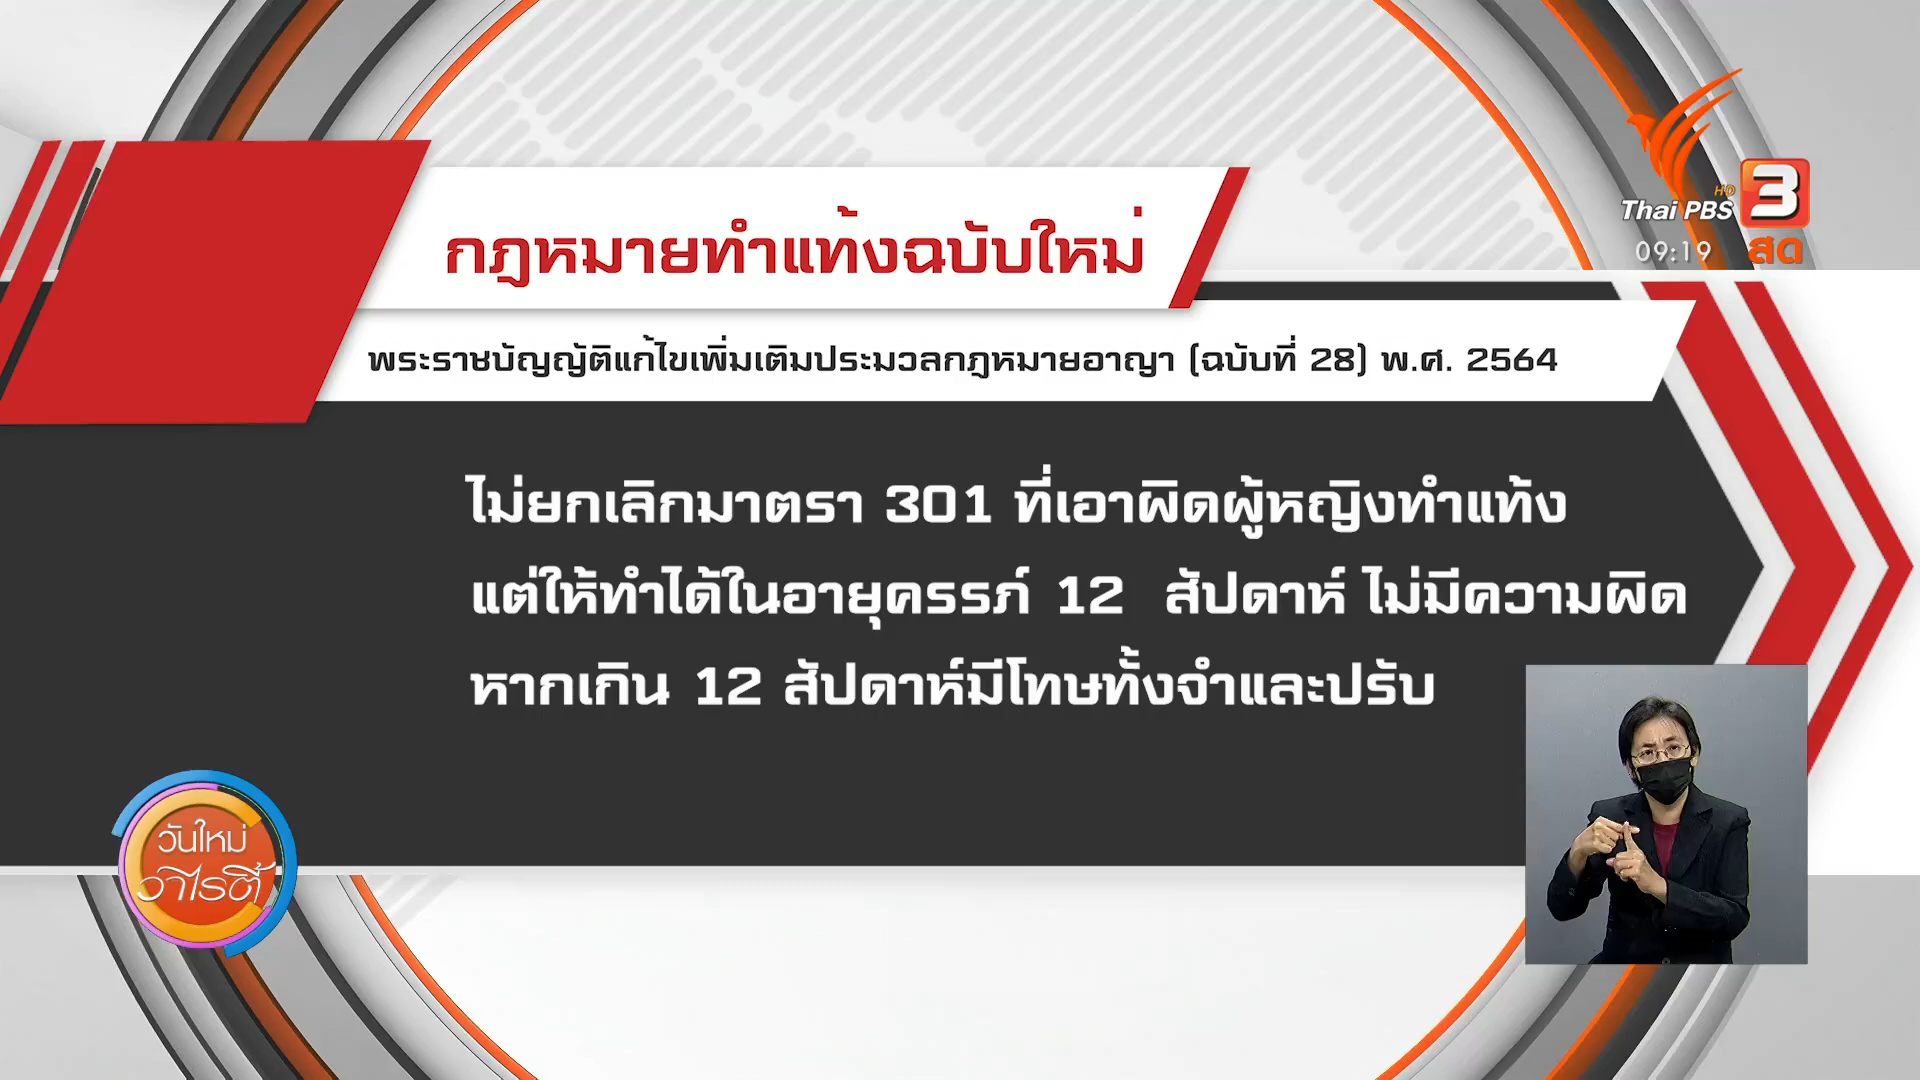 กฎหมายทำแท้งฉบับใหม่
พระราชบัญญัติแก้ไขเพิ่มเติมประมวลกฎหมายอาญา (ฉบับที่ 28) พ.ศ. 2564
ไม่ยกเลิกมาตรา 301 ที่เอาผิดผู้หญิงทำแท้ง
แต่ให้ทำได้ในอายุครรภ์ 12 สัปดาห์ ไม่มีความผิด
หากเกิน 12 สัปดาห์มีโทษทั้งจำและปรับ
HD
Thai PBS 3
09:19 สด
วันใหม่
วาไรตี้